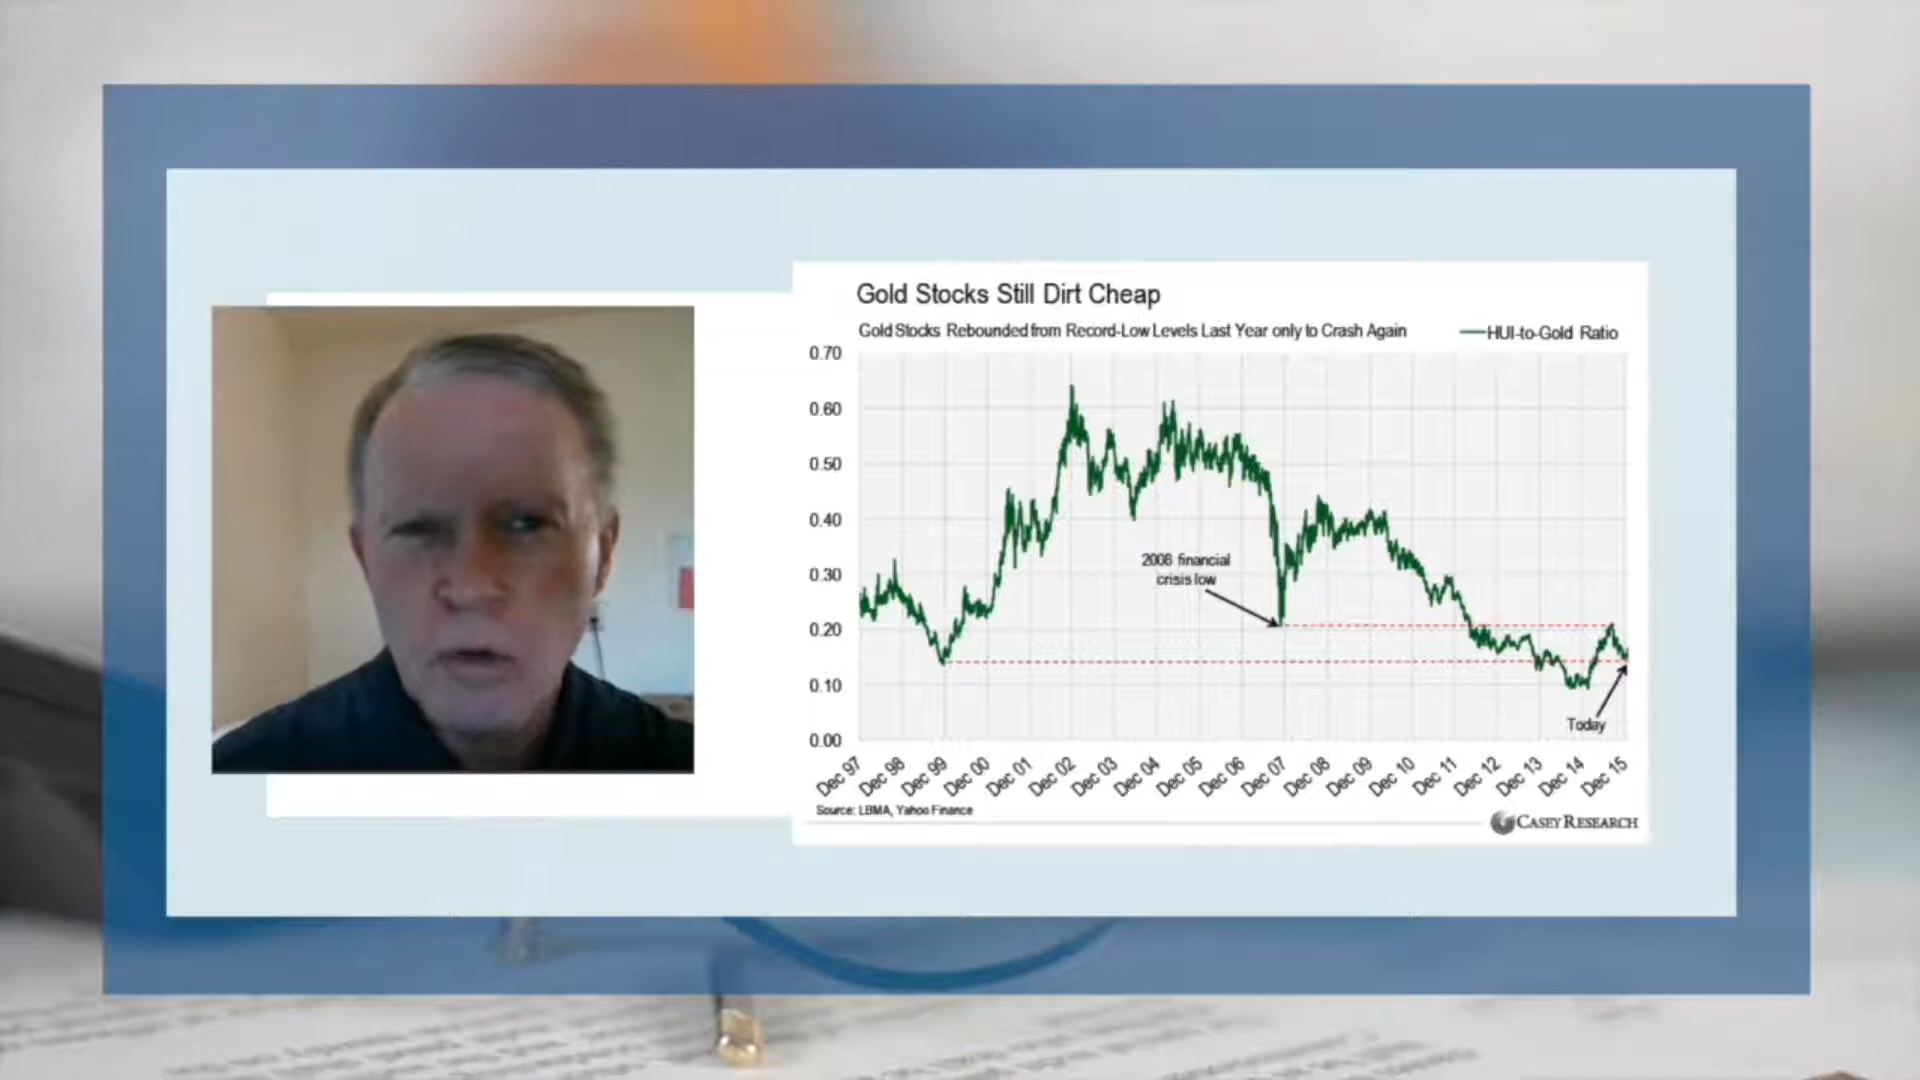 Gold Stocks Still Dirt Cheap
Gold Stocks Rebounded from Record-Low Levels Last Year only to Crash Again
HUI-to-Gold Ratio
0.70
0.60
0.50
0.40
0.30
0.20
0.10
0.00
2008 financial
crisis low
Today
Dec 97
Dec 98
Dec 99
Dec 00
Dec 01
Dec 02
Dec 03
Dec 04
Dec 05
Dec 06
Dec 07
Dec 08
Dec 09
Dec 10
Dec 11
Dec 12
Dec 13
Dec 14
Dec 15
Source: LBMA, Yahoo Finance
CASEY RESEARCH